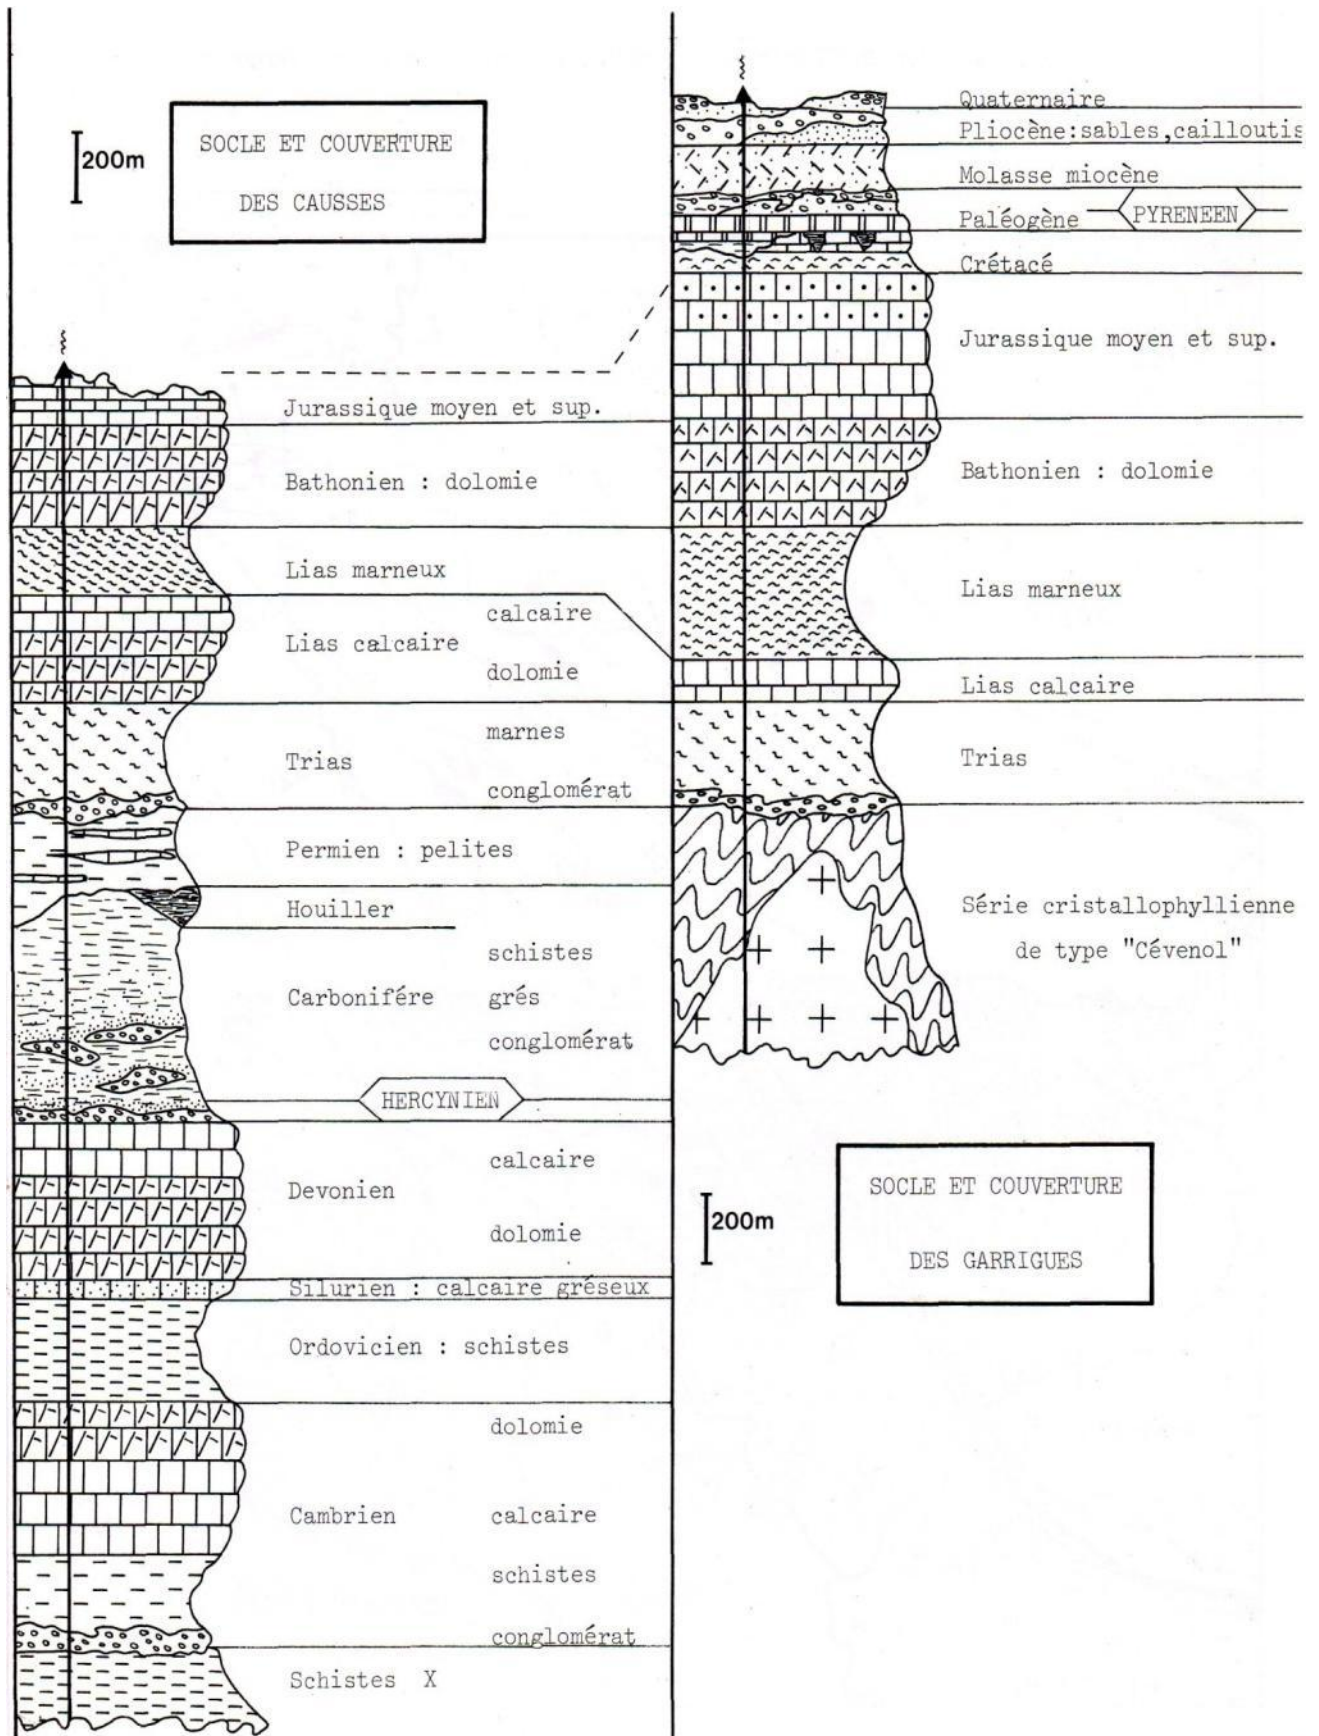 SOCLE ET COUVERTURE
DES CAUSSES
200m
Jurassique moyen et sup.
Bathonien : dolomie
Lias marneux
calcaire
Lias calcaire
dolomie
marnes
Trias
conglomérat
Permien : pelites
Houiller
schistes
Carbonifére grés
conglomérat
HERCYNIEN
calcaire
Devonien
dolomie
Silurien : calcaire gréseux
Ordovicien : schistes
dolomie
Cambrien calcaire
schistes
conglomérat
Schistes X
Quaternaire
Pliocène:sables,cailloutis
Molasse miocène
Paléogène PYRENEEN
Crétacé
Jurassique moyen et sup.
Bathonien : dolomie
Lias marneux
Lias calcaire
Trias
Série cristallophyllienne
de type "Cévenol"
200m
SOCLE ET COUVERTURE
DES GARRIGUES